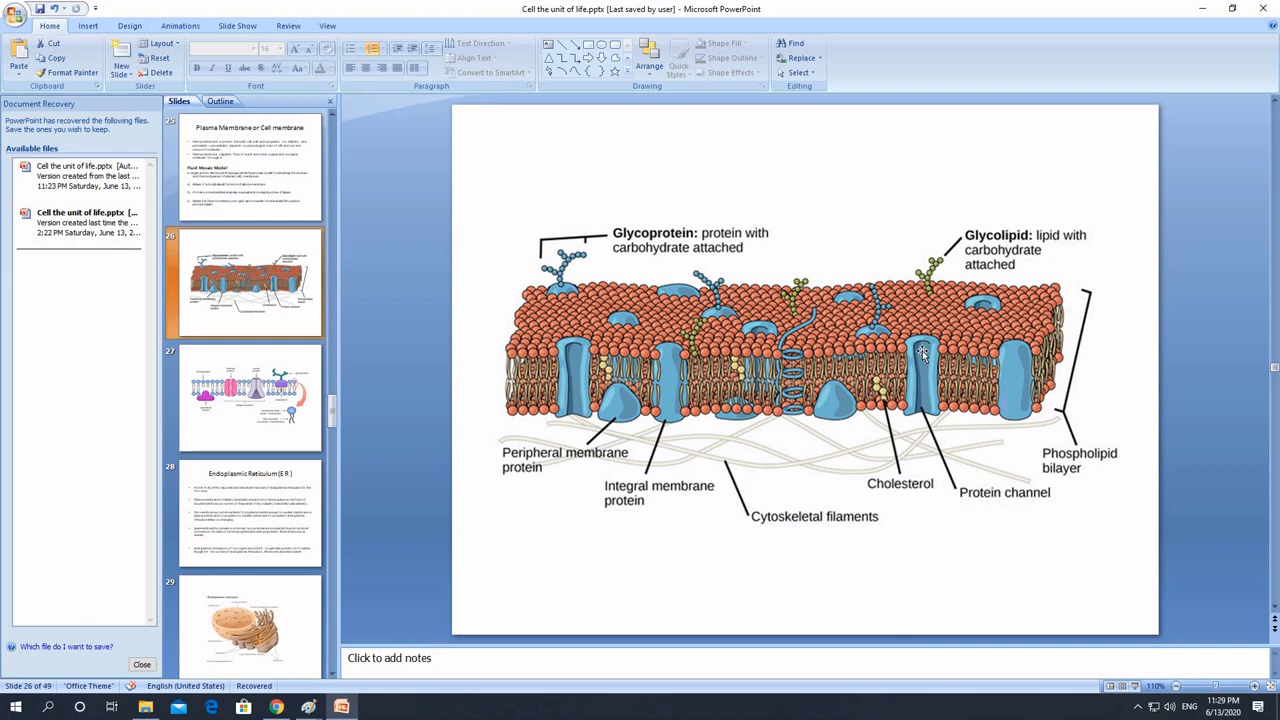 Cell the unit of life.pptx [Last saved by user] - Microsoft PowerPoint
Home Insert Design Animations Slide Show Review View
Paste
Cut
Copy
Format Painter
Clipboard
New
Slide
Layout
Reset
Delete
Slides
16
Font
Paragraph
Text Direction
Align Text
Convert to SmartArt
Arrange
Quick
Styles
Shape Fill
Shape Outline
Shape Effects
Drawing
Find
Replace
Select
Editing
Document Recovery
PowerPoint has recovered the following files.
Save the ones you wish to keep.
Available files
Cell the unit of life.pptx [Aut...
Version created from the last ...
11:23 PM Saturday, June 13, ...
Cell the unit of life.pptx [...
Version created last time the ...
2:22 PM Saturday, June 13, 2...
Which file do I want to save?
Close
Slides Outline
25
Plasma Membrane or Cell membrane
Fluid Mosaic Model
26
27
28
Endoplasmic Reticulum (E R )
29
Glycoprotein: protein with
carbohydrate attached
Glycolipid: lipid with
carbohydrate
attached
Peripheral membrane
protein
Integral membrane
protein
Cytoskeletal filaments
Cholesterol
Protein channel
Phospholipid
bilayer
Click to add notes
Slide 26 of 49 "Office Theme" English (United States) Recovered
110%
ENG
11:29 PM
6/13/2020